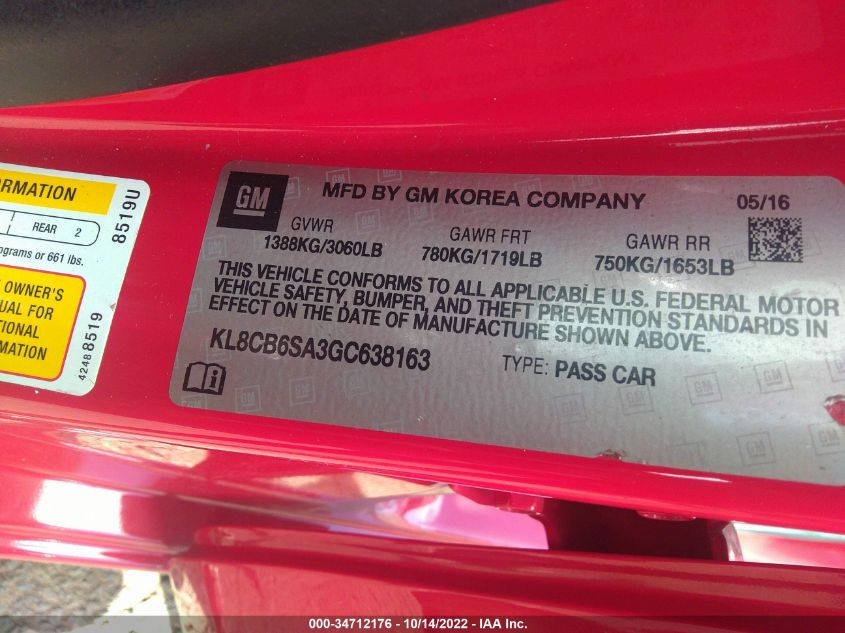 ORMATION
REAR 2
ograms or 661 lbs.
8519U
OWNER'S
UAL FOR
TIONAL
RMATION
42488519
GM
MFD BY GM KOREA COMPANY
05/16
GVWR
1388KG/3060LB
GAWR FRT
780KG/1719LB
GAWR RR
750KG/1653LB
THIS VEHICLE CONFORMS TO ALL APPLICABLE U.S. FEDERAL MOTOR
VEHICLE SAFETY, BUMPER, AND THEFT PREVENTION STANDARDS IN
EFFECT ON THE DATE OF MANUFACTURE SHOWN ABOVE.
KL8CB6SA3GC638163
TYPE: PASS CAR
000-34712176 - 10/14/2022 - IAA Inc.